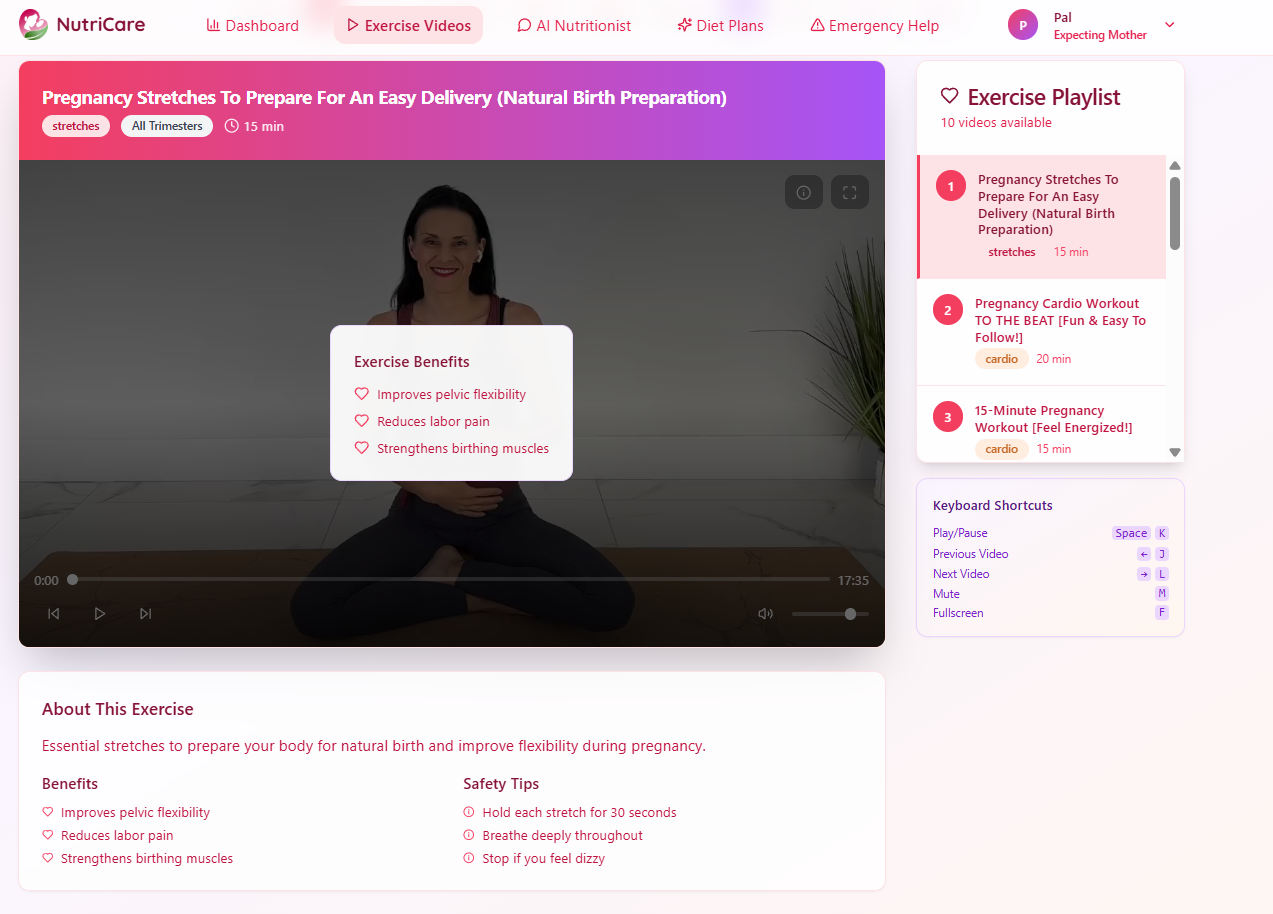 NutriCare
Dashboard
Exercise Videos
AI Nutritionist
Diet Plans
Emergency Help
P
Pal
Expecting Mother
Pregnancy Stretches To Prepare For An Easy Delivery (Natural Birth Preparation)
stretches
All Trimesters
15 min
Exercise Benefits
Improves pelvic flexibility
Reduces labor pain
Strengthens birthing muscles
0:00
17:35
Exercise Playlist
10 videos available
1
Pregnancy Stretches To
Prepare For An Easy
Delivery (Natural Birth
Preparation)
stretches 15 min
2
Pregnancy Cardio Workout
TO THE BEAT [Fun & Easy To
Follow!]
cardio 20 min
3
15-Minute Pregnancy
Workout [Feel Energized!]
cardio 15 min
Keyboard Shortcuts
Play/Pause Space K
Previous Video ← J
Next Video → L
Mute M
Fullscreen F
About This Exercise
Essential stretches to prepare your body for natural birth and improve flexibility during pregnancy.
Benefits
Improves pelvic flexibility
Reduces labor pain
Strengthens birthing muscles
Safety Tips
Hold each stretch for 30 seconds
Breathe deeply throughout
Stop if you feel dizzy